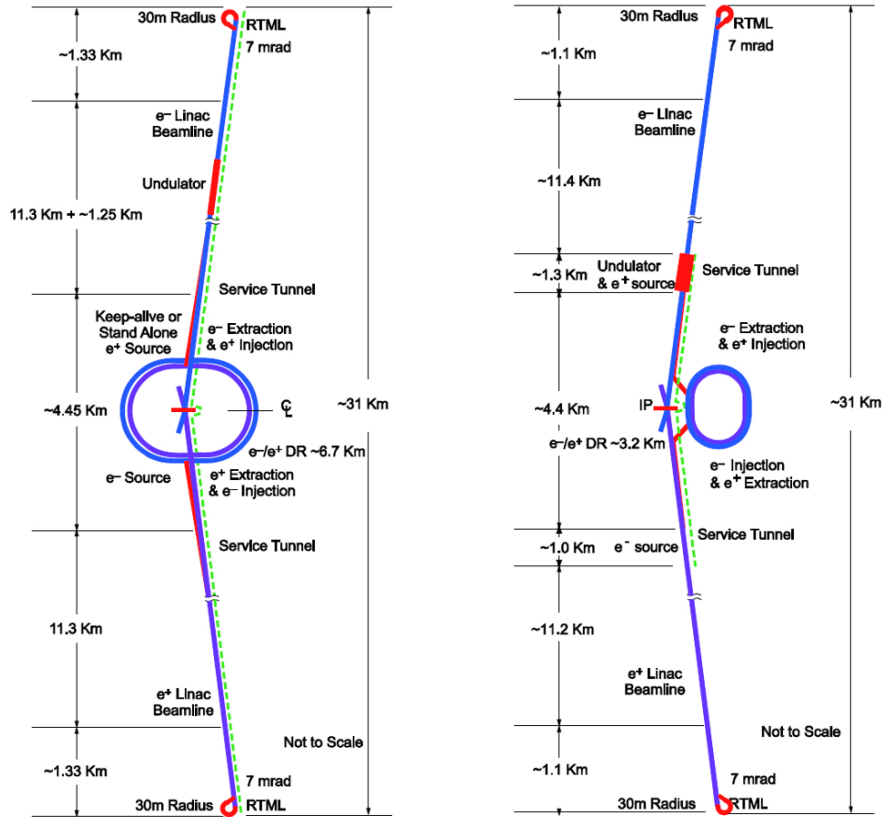 30m Radius
RTML
7 mrad
~1.33 Km
e– Linac
Beamline
Undulator
11.3 Km + ~1.25 Km
Service Tunnel
Keep-alive or
Stand Alone
e+ Source
e– Extraction
& e+ Injection
~31 Km
~4.45 Km
℄
e–/e+ DR ~6.7 Km
e– Source
e+ Extraction
& e– Injection
Service Tunnel
11.3 Km
e+ Linac
Beamline
Not to Scale
~1.33 Km
7 mrad
30m Radius
RTML
30m Radius
RTML
7 mrad
~1.1 Km
e– Linac
Beamline
~11.4 Km
~1.3 Km
Undulator
& e+ source
Service Tunnel
e– Extraction
& e+ Injection
IP
~31 Km
~4.4 Km
e–/e+ DR ~3.2 Km
e– Injection
& e+ Extraction
Service Tunnel
~1.0 Km
e– source
~11.2 Km
e+ Linac
Beamline
Not to Scale
~1.1 Km
7 mrad
30m Radius
RTML